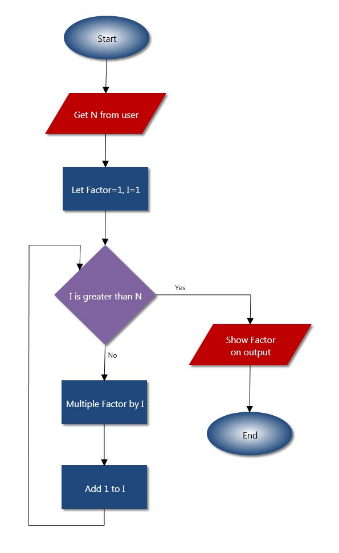 Start
Get N from user
Let Factor=1, I=1
I is greater than N
Yes
No
Show Factor
on output
Multiple Factor by I
End
Add 1 to I